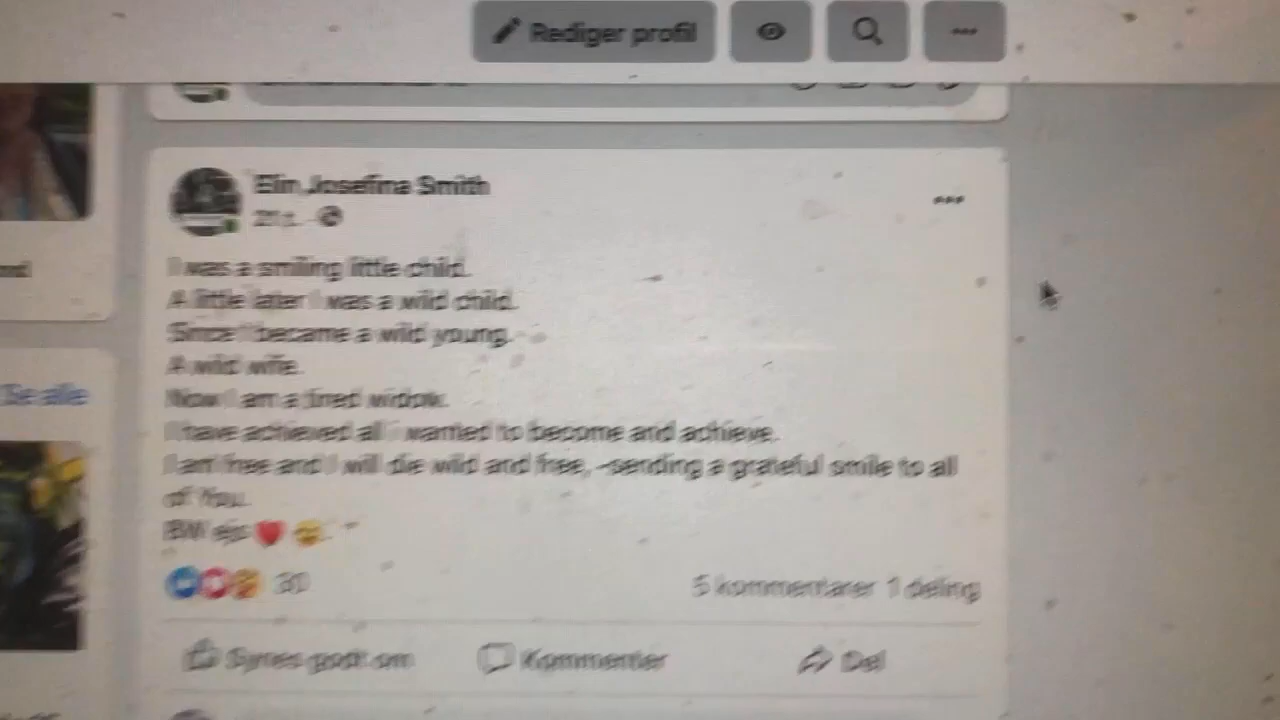 Rediger profil
Elin Josefina Smith
21 t.
I was a smiling little child.
A little later I was a wild child.
Since I became a wild young.
A wild wife.
Now I am a tired widow.
I have achieved all I wanted to become and achieve.
I am free and I will die wild and free, -sending a grateful smile to all
of You.
BW ejs
Se alle
30
5 kommentarer 1 deling
Synes godt om
Kommenter
Del